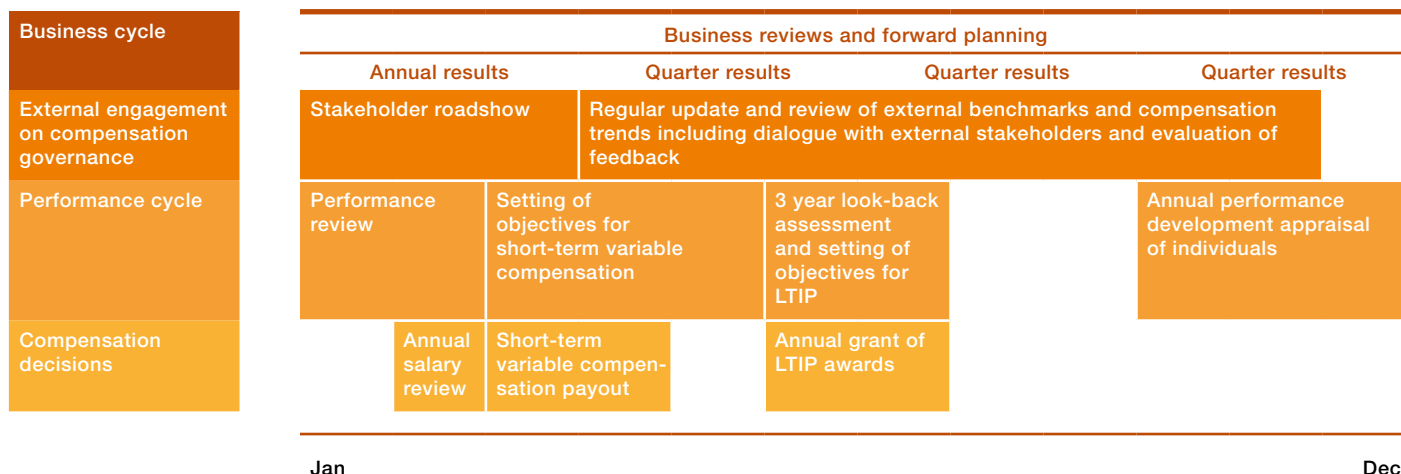 Business cycle
Business reviews and forward planning
Annual results
Quarter results
Quarter results
Quarter results
External engagement
on compensation
governance
Stakeholder roadshow
Regular update and review of external benchmarks and compensation
trends including dialogue with external stakeholders and evaluation of
feedback
Performance cycle
Performance
review
Setting of
objectives for
short-term variable
compensation
3 year look-back
assessment
and setting of
objectives for
LTIP
Annual performance
development appraisal
of individuals
Compensation
decisions
Annual
salary
review
Short-term
variable compen-
sation payout
Annual grant of
LTIP awards
Jan
Dec